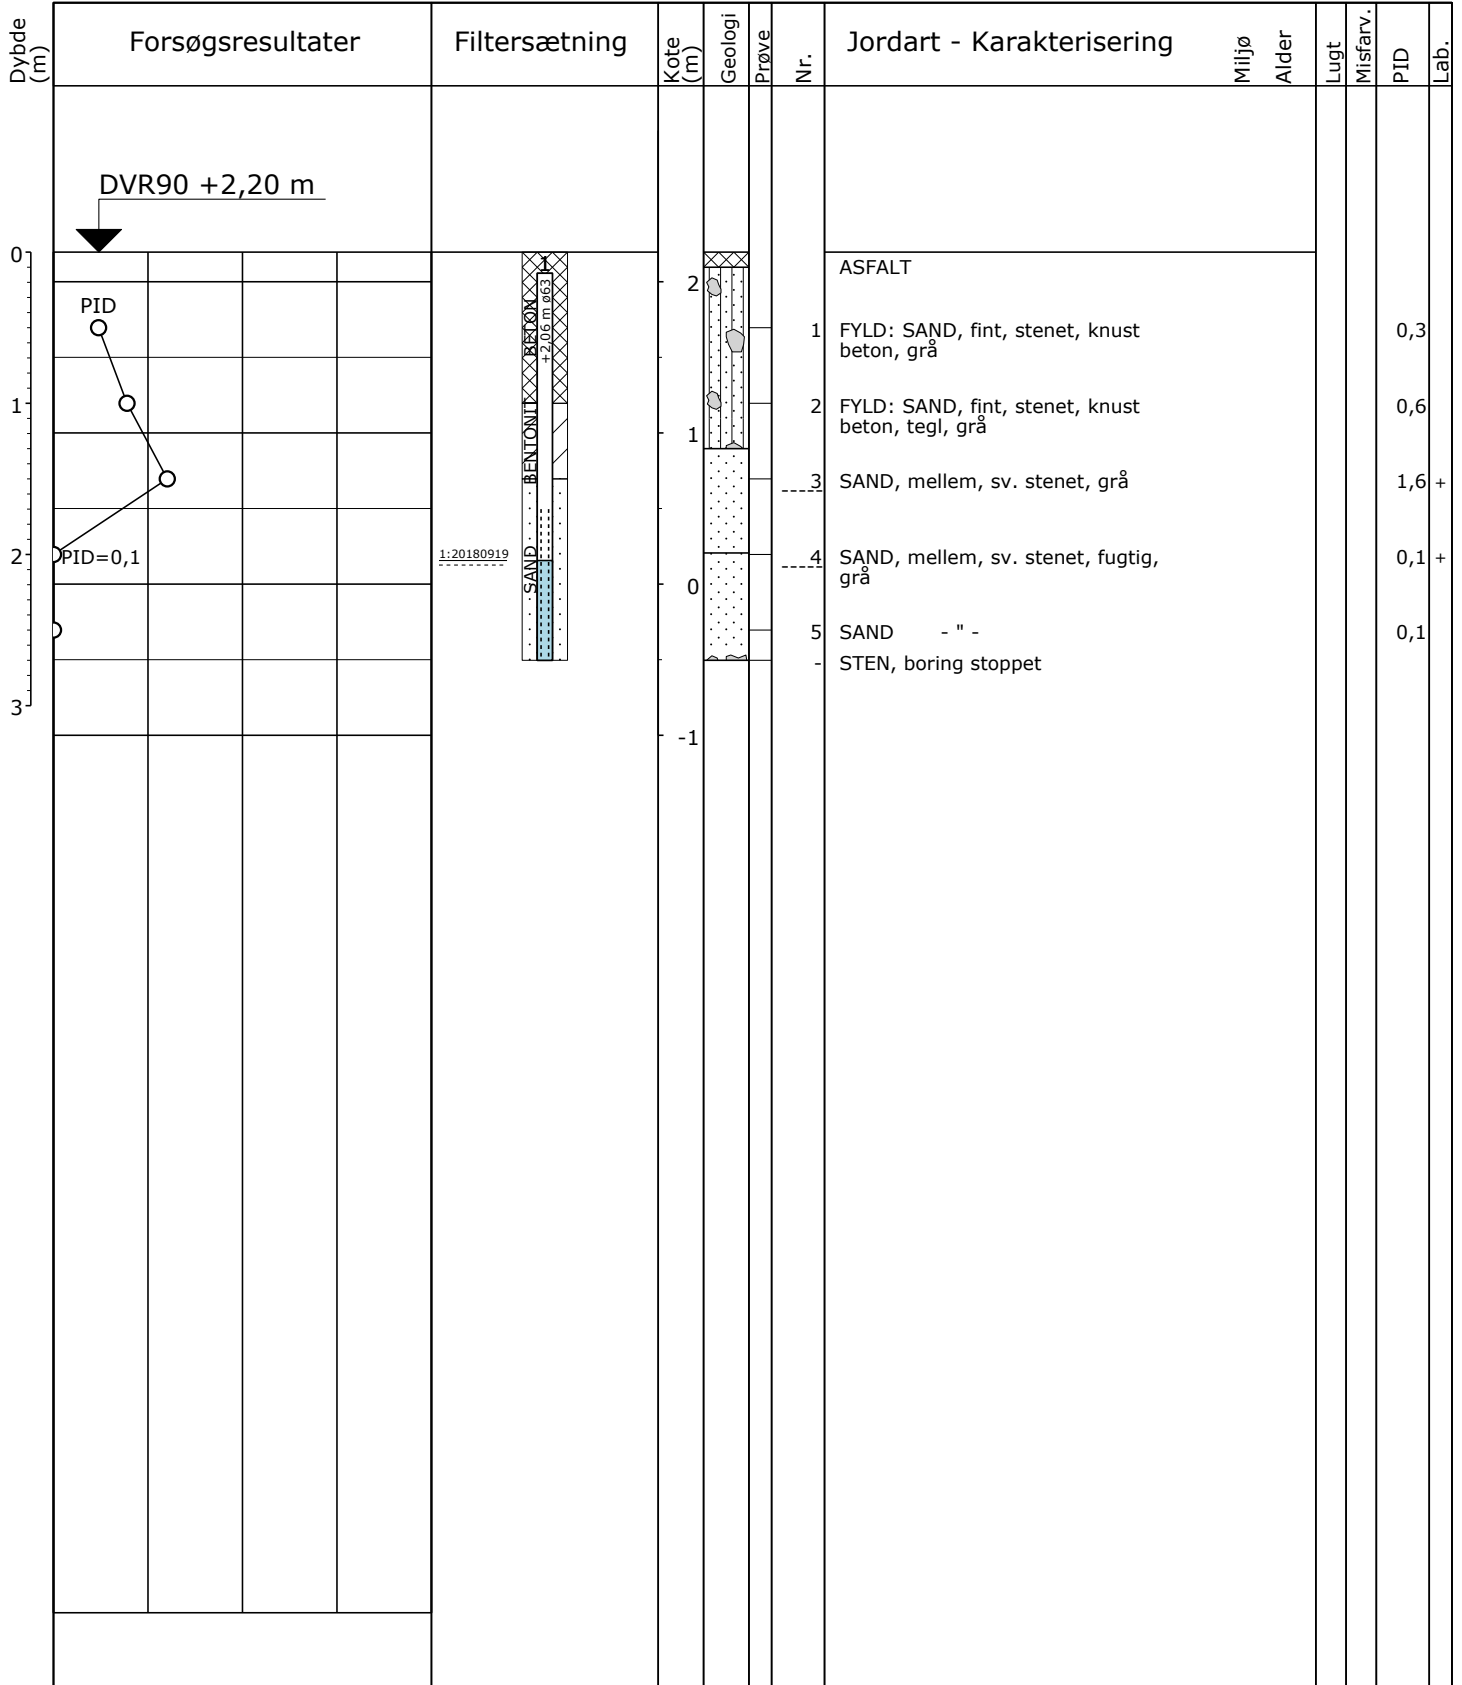 Dybde
(m)
Forsøgsresultater
Filtersætning
Kote
(m)
Geologi
Prøve
Nr.
Jordart - Karakterisering
Miljø
Alder
Lugt
Misfarv.
PID
Lab.
DVR90 +2,20 m
0
1
2
3
PID
PID=0,1
1:20180919
1
+2,06 m ø63
BETON
BENTONIT
SAND
2
1
0
-1
ASFALT
1 FYLD: SAND, fint, stenet, knust
beton, grå
0,3
2 FYLD: SAND, fint, stenet, knust
beton, tegl, grå
0,6
3 SAND, mellem, sv. stenet, grå
1,6 +
4 SAND, mellem, sv. stenet, fugtig,
grå
0,1 +
5 SAND - " -
0,1
- STEN, boring stoppet